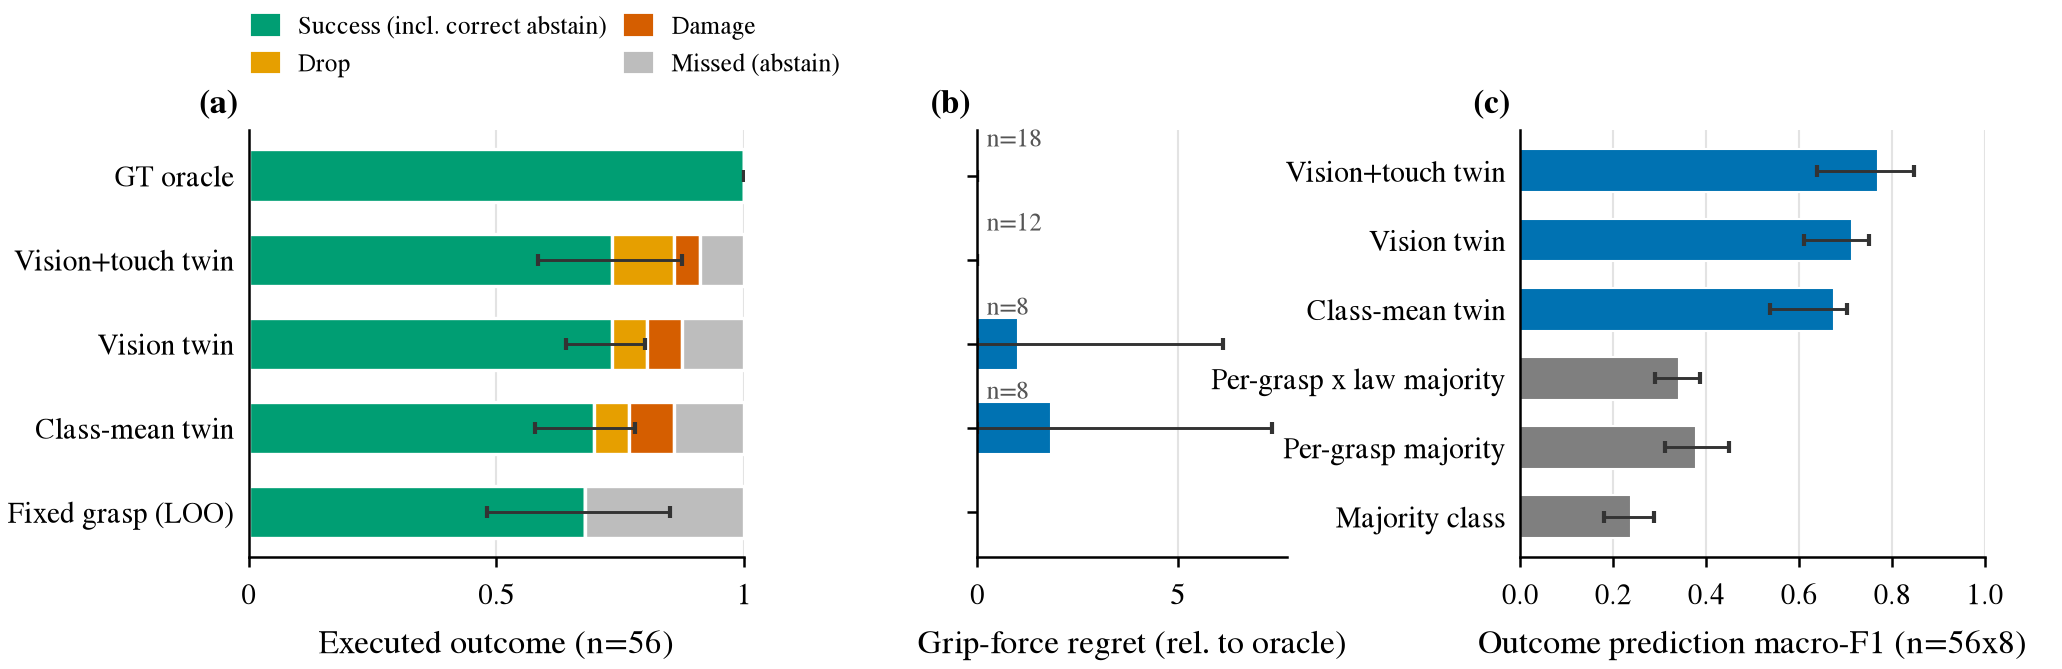 Success (incl. correct abstain)
Damage
Drop
Missed (abstain)
(a)
GT oracle
Vision+touch twin
Vision twin
Class-mean twin
Fixed grasp (LOO)
0
0.5
1
Executed outcome (n=56)
(b)
n=18
n=12
n=8
n=8
0
5
Grip-force regret (rel. to oracle)
(c)
Vision+touch twin
Vision twin
Class-mean twin
Per-grasp x law majority
Per-grasp majority
Majority class
0.0
0.2
0.4
0.6
0.8
1.0
Outcome prediction macro-F1 (n=56x8)